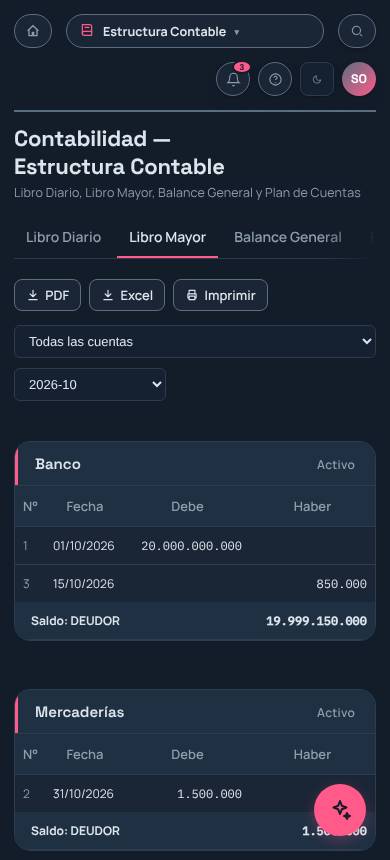 Estructura Contable ▾
3
SO
Contabilidad —
Estructura Contable
Libro Diario, Libro Mayor, Balance General y Plan de Cuentas
Libro Diario Libro Mayor Balance General
PDF Excel Imprimir
Todas las cuentas
2026-10
Banco Activo
Nº Fecha Debe Haber
1 01/10/2026 20.000.000.000
3 15/10/2026 850.000
Saldo: DEUDOR 19.999.150.000
Mercaderías Activo
Nº Fecha Debe Haber
2 31/10/2026 1.500.000
Saldo: DEUDOR